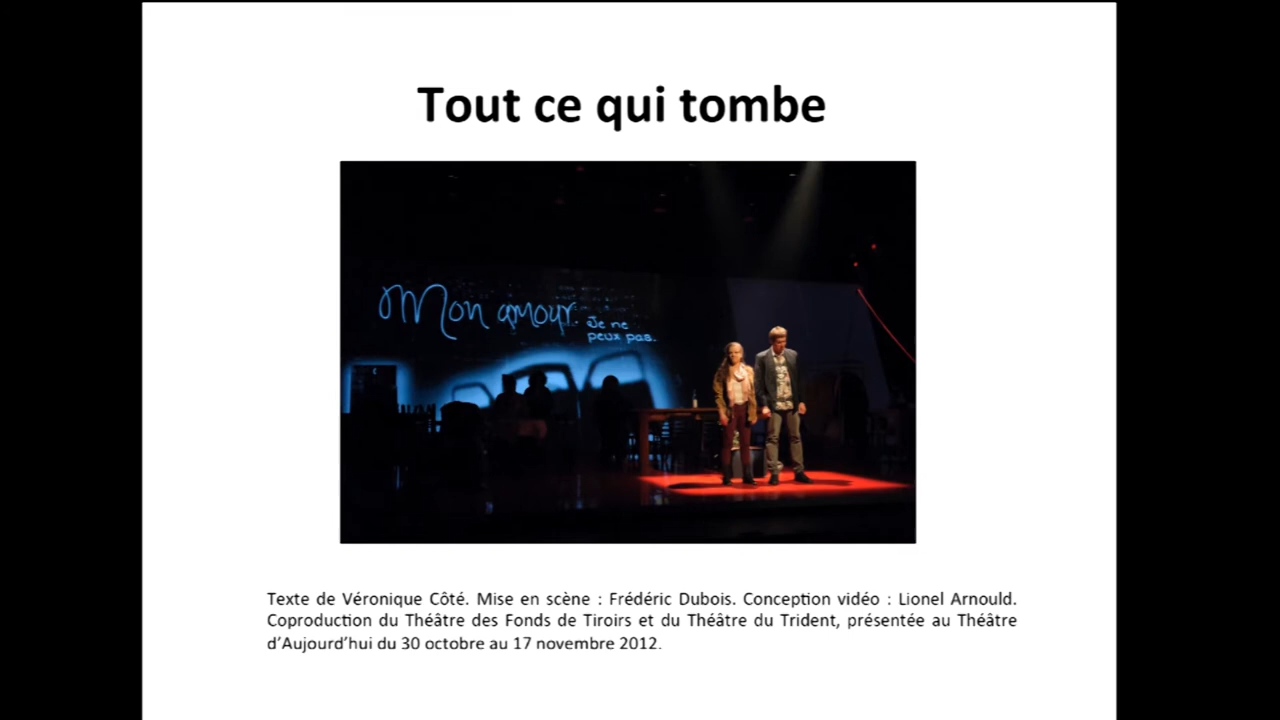 Tout ce qui tombe
Mon amour.
Je ne
peux pas.
Texte de Véronique Côté. Mise en scène : Frédéric Dubois. Conception vidéo : Lionel Arnould.
Coproduction du Théâtre des Fonds de Tiroirs et du Théâtre du Trident, présentée au Théâtre
d’Aujourd’hui du 30 octobre au 17 novembre 2012.